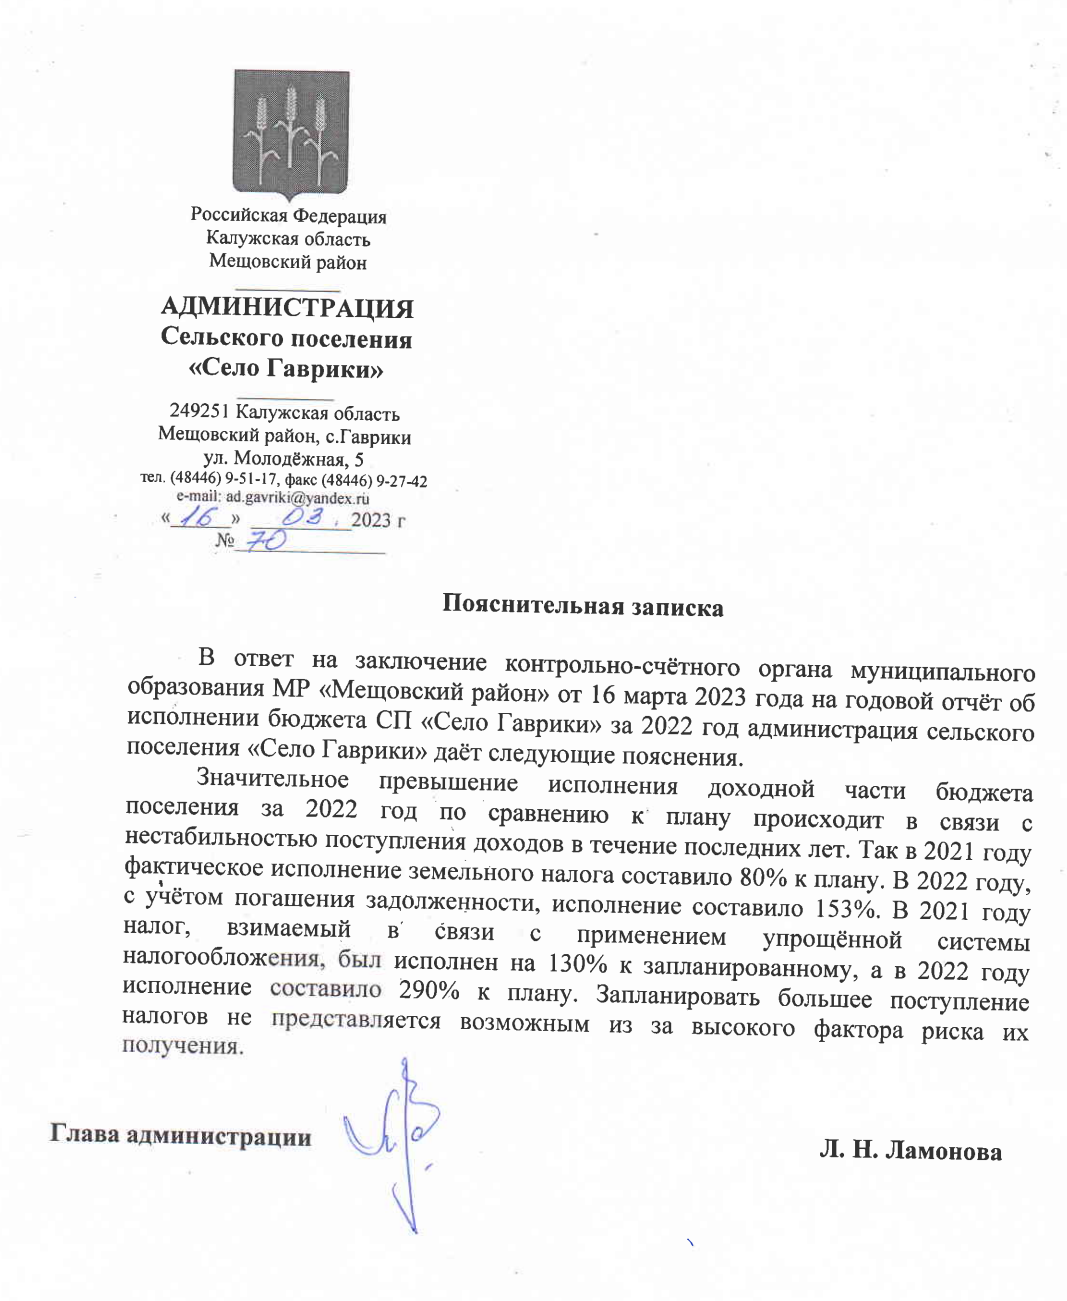 Российская Федерация
Калужская область
Мещовский район
АДМИНИСТРАЦИЯ
Сельского поселения
«Село Гаврики»
249251 Калужская область
Мещовский район, с.Гаврики
ул. Молодёжная, 5
тел. (48446) 9-51-17, факс (48446) 9-27-42
e-mail: ad.gavriki@yandex.ru
«16» 03. 2023 г
№ 70
Пояснительная записка
В ответ на заключение контрольно-счётного органа муниципального
образования МР «Мещовский район» от 16 марта 2023 года на годовой отчёт об
исполнении бюджета СП «Село Гаврики» за 2022 год администрация сельского
поселения «Село Гаврики» даёт следующие пояснения.
Значительное превышение исполнения доходной части бюджета
поселения за 2022 год по сравнению к плану происходит в связи с
нестабильностью поступления доходов в течение последних лет. Так в 2021 году
фактическое исполнение земельного налога составило 80% к плану. В 2022 году,
с учётом погашения задолженности, исполнение составило 153%. В 2021 году
налог, взимаемый в связи с применением упрощённой системы
налогообложения, был исполнен на 130% к запланированному, а в 2022 году
исполнение составило 290% к плану. Запланировать большее поступление
налогов не представляется возможным из за высокого фактора риска их
получения.
Глава администрации
Л. Н. Ламонова